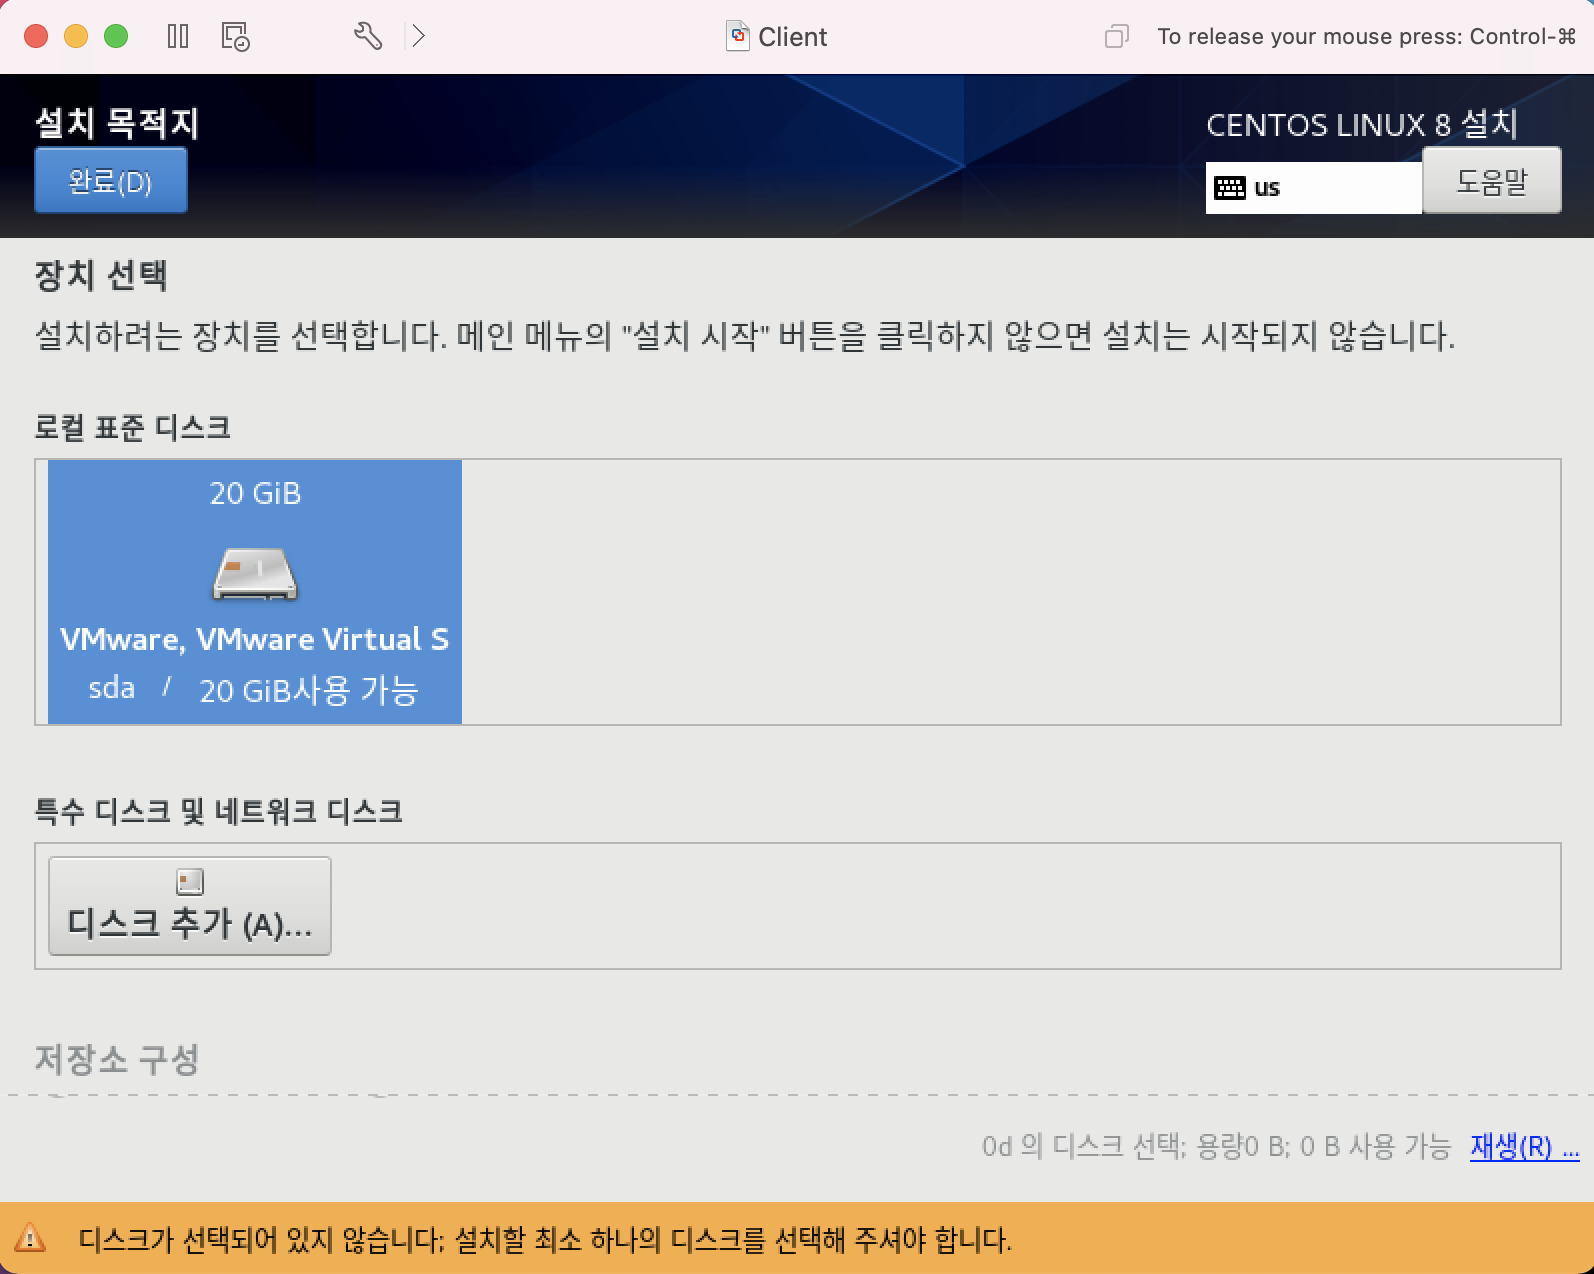 Client
To release your mouse press: Control-⌘
설치 목적지
CENTOS LINUX 8 설치
완료(D)
us
도움말
장치 선택
설치하려는 장치를 선택합니다. 메인 메뉴의 "설치 시작" 버튼을 클릭하지 않으면 설치는 시작되지 않습니다.
로컬 표준 디스크
20 GiB
VMware, VMware Virtual S
sda / 20 GiB사용 가능
특수 디스크 및 네트워크 디스크
디스크 추가 (A)...
저장소 구성
0d 의 디스크 선택; 용량0 B; 0 B 사용 가능 재생(R) ...
디스크가 선택되어 있지 않습니다; 설치할 최소 하나의 디스크를 선택해 주셔야 합니다.